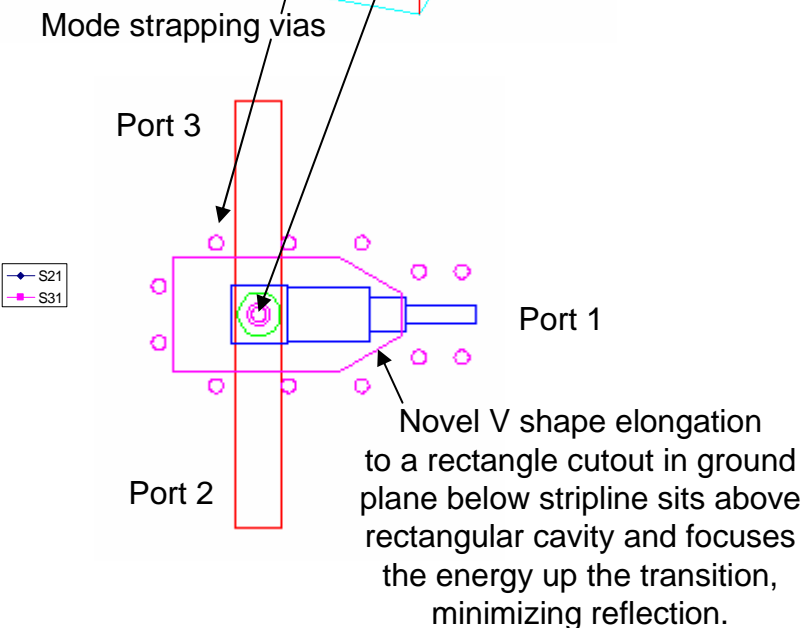 Mode strapping vias
Port 3
S21
S31
Port 1
Port 2
Novel V shape elongation
to a rectangle cutout in ground
plane below stripline sits above
rectangular cavity and focuses
the energy up the transition,
minimizing reflection.